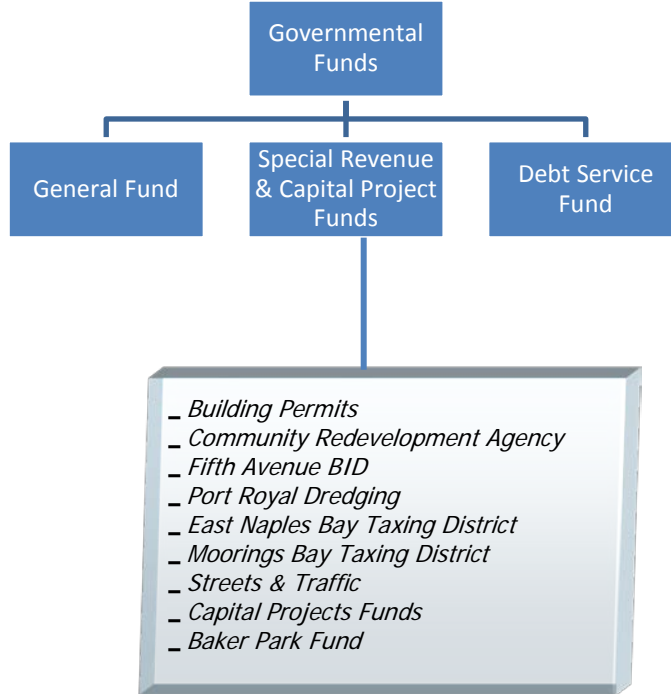 Governmental
Funds
General Fund
Special Revenue
& Capital Project
Funds
Debt Service
Fund
_ Building Permits
_ Community Redevelopment Agency
_ Fifth Avenue BID
_ Port Royal Dredging
_ East Naples Bay Taxing District
_ Moorings Bay Taxing District
_ Streets & Traffic
_ Capital Projects Funds
_ Baker Park Fund